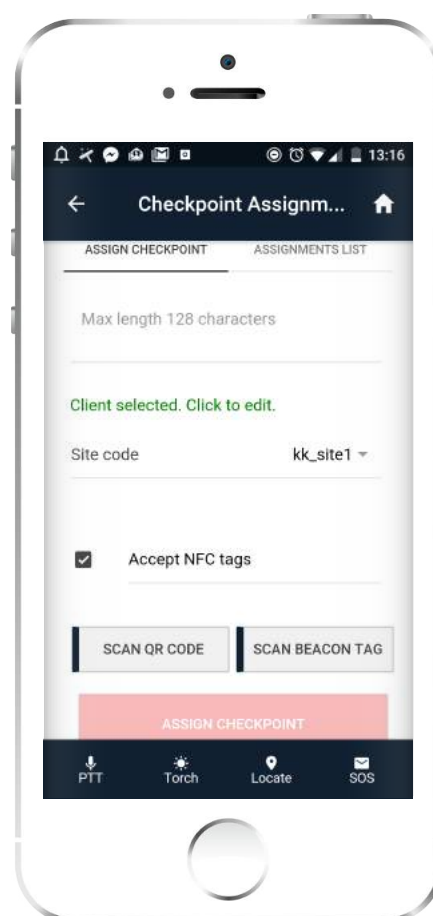 13:16
Checkpoint Assignm...
ASSIGN CHECKPOINT
ASSIGNMENTS LIST
Max length 128 characters
Client selected. Click to edit.
Site code
kk_site1
Accept NFC tags
SCAN QR CODE
SCAN BEACON TAG
ASSIGN CHECKPOINT
PTT
Torch
Locate
SOS